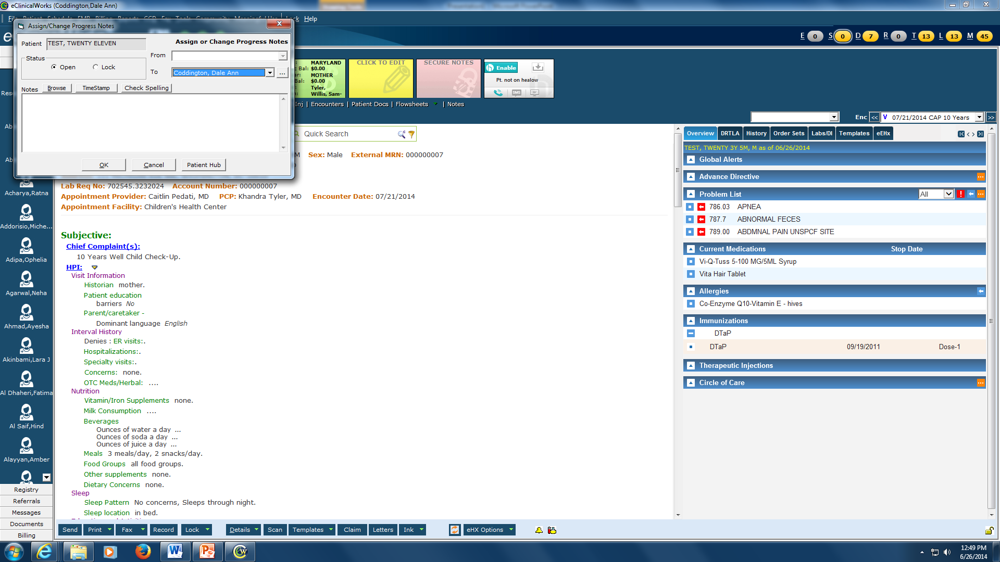 eClinicalWorks (Coddington,Dale Ann)
Lock Help
Assign/Change Progress Notes
Patient TEST, TWENTY ELEVEN
Assign or Change Progress Notes
Status
Open Lock
From
To Coddington, Dale Ann ...
Notes Browse TimeStamp Check Spelling
OK Cancel Patient Hub
E 0 S 0 D 7 R 0 T 13 L 13 M 45
MARYLAND
Bal: $0.00
MOTHER
Bal: $0.00
Tyler,
Willis, Sam-
CLICK TO EDIT
SECURE NOTES
Enable
Pt. not on healow
SMS
Inj | Encounters | Patient Docs | Flowsheets | Notes
Enc << V 07/21/2014 CAP 10 Years >>
Quick Search
M Sex: Male External MRN: 000000007
Lab Req No: 702545.3232024 Account Number: 000000007
Appointment Provider: Caitlin Pedati, MD PCP: Khandra Tyler, MD Encounter Date: 07/21/2014
Appointment Facility: Children's Health Center
Subjective:
Chief Complaint(s):
10 Years Well Child Check-Up.
HPI:
Visit Information
Historian mother.
Patient education
barriers No
Parent/caretaker -
Dominant language English
Interval History
Denies : ER visits:.
Hospitalizations:.
Specialty visits:.
Concerns: none.
OTC Meds/Herbal: ....
Nutrition
Vitamin/Iron Supplements none.
Milk Consumption ....
Beverages
Ounces of water a day ...
Ounces of soda a day ...
Ounces of juice a day ...
Meals 3 meals/day, 2 snacks/day.
Food Groups all food groups.
Other supplements none.
Dietary Concerns none.
Sleep
Sleep Pattern No concerns, Sleeps through night.
Sleep location in bed.
Overview DRTLA History Order Sets Labs/DI Templates eEHx
TEST, TWENTY 3Y 5M, M as of 06/26/2014
Global Alerts
Advance Directive
Problem List All
786.03 APNEA
787.7 ABNORMAL FECES
789.00 ABDMNAL PAIN UNSPCF SITE
Current Medications Stop Date
Vi-Q-Tuss 5-100 MG/5ML Syrup
Vita Hair Tablet
Allergies
Co-Enzyme Q10-Vitamin E - hives
Immunizations
DTaP
DTaP 09/19/2011 Dose-1
Therapeutic Injections
Circle of Care
Acharya,Ratna
Addorisio,Miche...
Adipa,Ophelia
Agarwal,Neha
Ahmad,Ayesha
Akinbami,Lara J
Al Dhaheri,Fatima
Al Saif,Hind
Alayyan,Amber
Registry
Referrals
Messages
Documents
Billing
Send Print Fax Record Lock Details Scan Templates Claim Letters Ink eHX Options
12:49 PM
6/26/2014